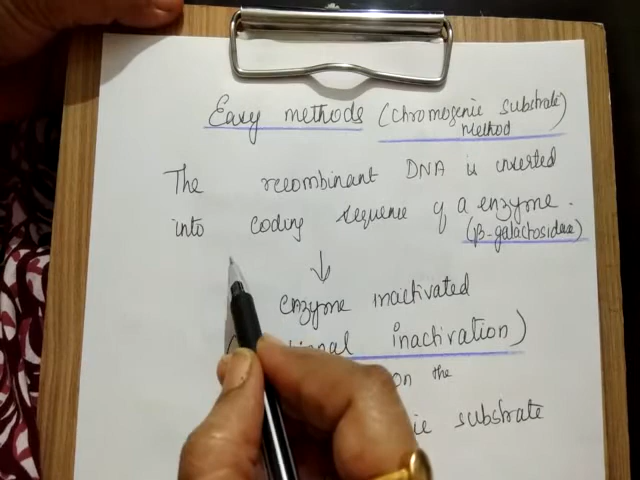 Easy methods (chromogenic substrate)
Method
The recombinant DNA is inserted
into coding sequence of a enzyme.
(β-galactosidase)
↓
enzyme inactivated
inactivation)
on the
substrate